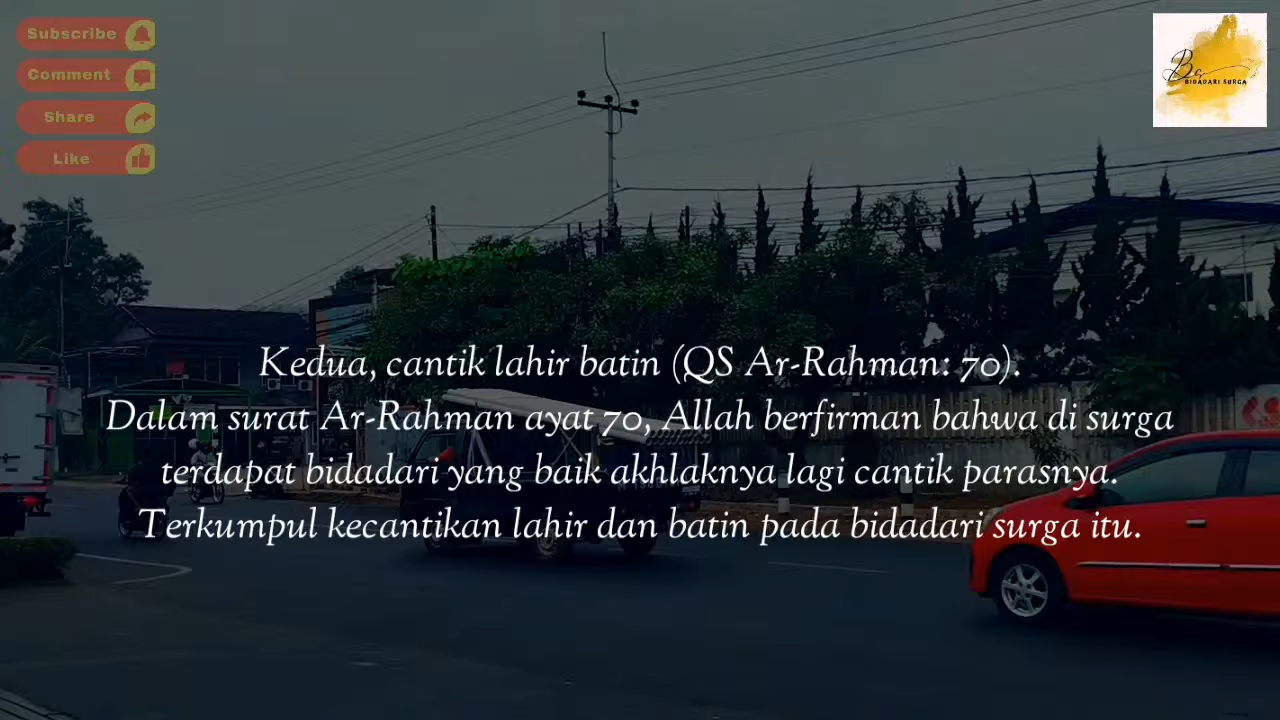 Subscribe
Comment
Share
Like
Bs
BIDADARI SURGA
Kedua, cantik lahir batin (QS Ar-Rahman: 70).
Dalam surat Ar-Rahman ayat 70, Allah berfirman bahwa di surga
terdapat bidadari yang baik akhlaknya lagi cantik parasnya.
Terkumpul kecantikan lahir dan batin pada bidadari surga itu.